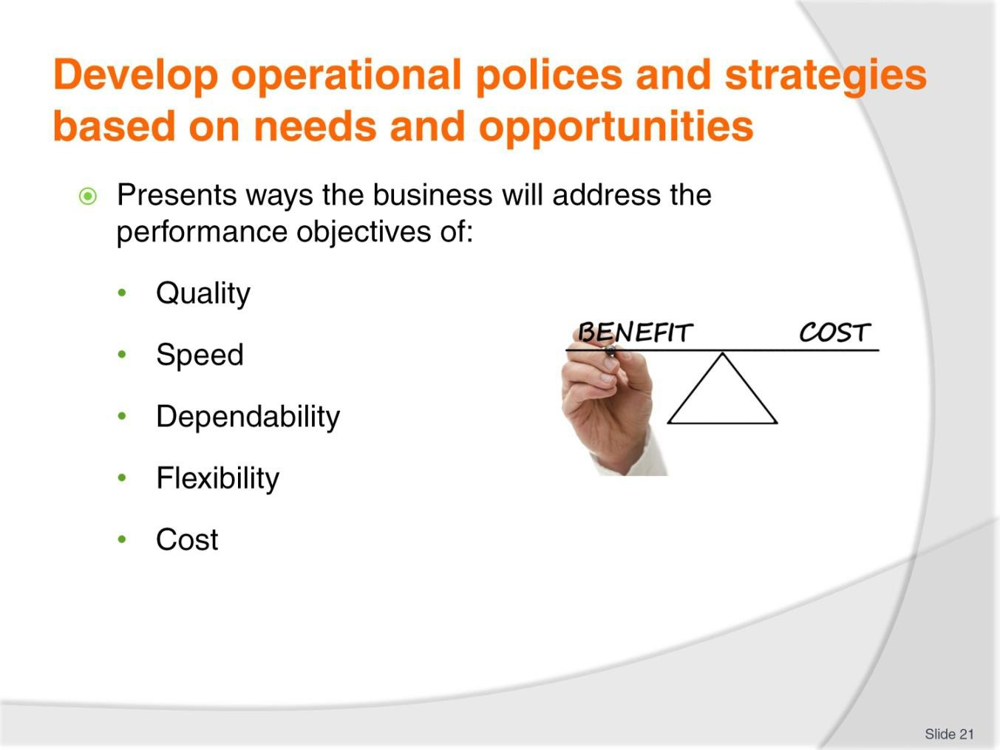 Develop operational polices and strategies
based on needs and opportunities
Presents ways the business will address the
performance objectives of:
• Quality
• Speed
• Dependability
• Flexibility
• Cost
BENEFIT COST
Slide 21